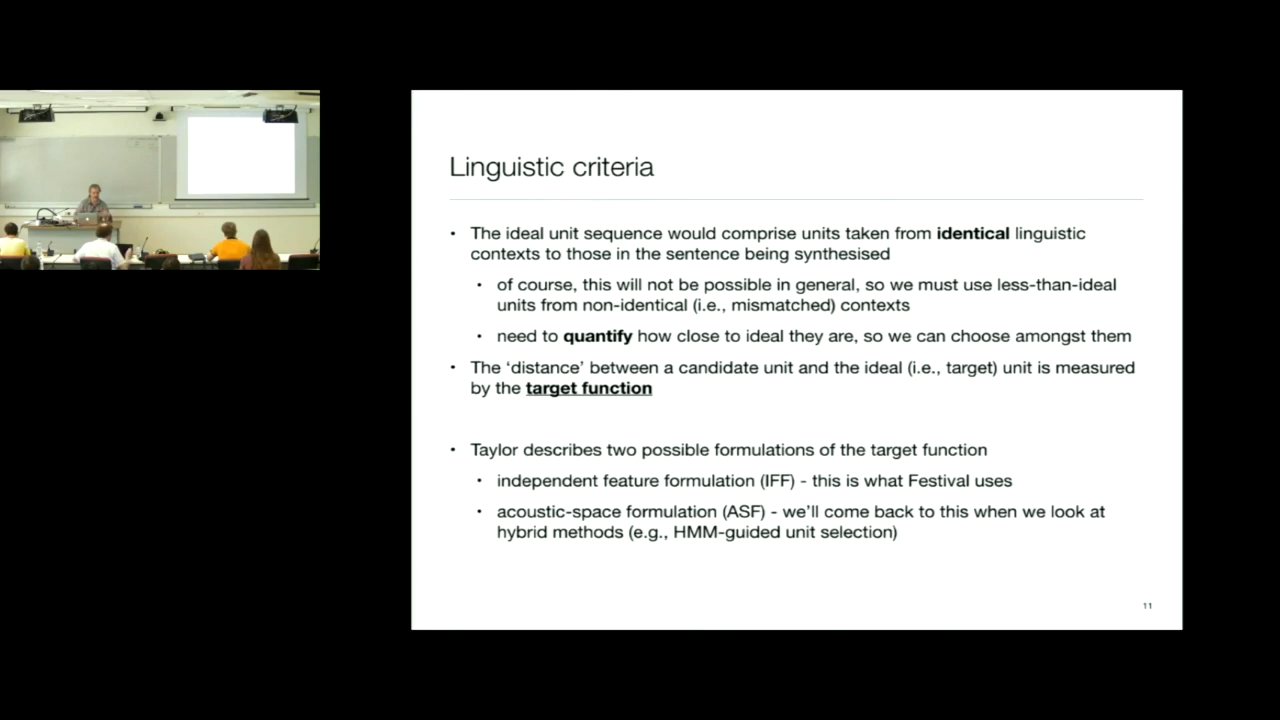 Linguistic criteria
• The ideal unit sequence would comprise units taken from identical linguistic
contexts to those in the sentence being synthesised
• of course, this will not be possible in general, so we must use less-than-ideal
units from non-identical (i.e., mismatched) contexts
• need to quantify how close to ideal they are, so we can choose amongst them
• The ‘distance’ between a candidate unit and the ideal (i.e., target) unit is measured
by the target function
• Taylor describes two possible formulations of the target function
• independent feature formulation (IFF) - this is what Festival uses
• acoustic-space formulation (ASF) - we’ll come back to this when we look at
hybrid methods (e.g., HMM-guided unit selection)
11